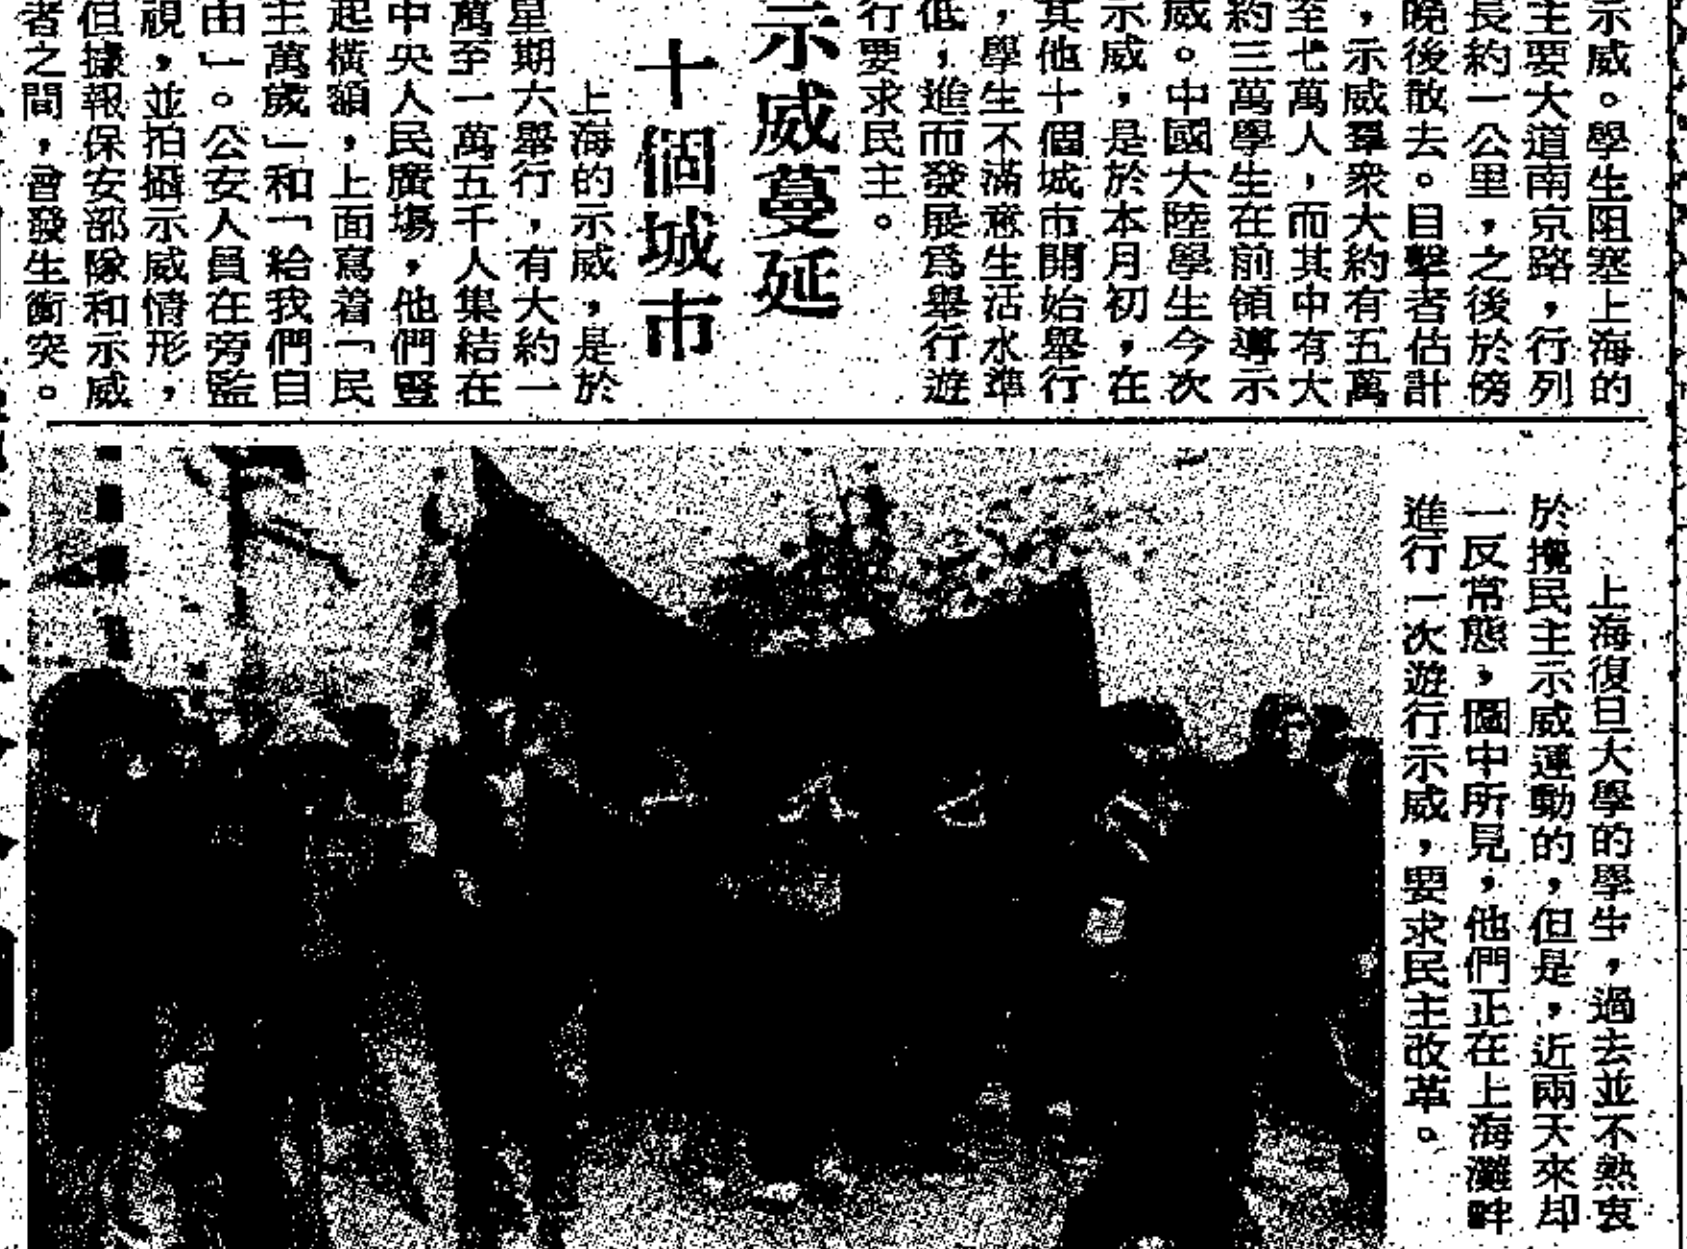 示威。學生阻塞上海的
主要大道南京路，行列
長約一公里，之後於傍
晚後散去。目擊者估計
，示威羣衆大約有五萬
至七萬人，而其中有大
約三萬學生在前領導示
威。中國大陸學生今次
示威，是於本月初，在
其他十個城市開始舉行
，學生不滿意生活水準
低，進而發展爲舉行遊
行要求民主。
示威蔓延
十個城市
上海的示威，是於
星期六舉行，有大約一
萬至一萬五千人集結在
中央人民廣場，他們豎
起橫額，上面寫着「民
主萬歲」和「給我們自
由」。公安人員在旁監
視，並拍攝示威情形，
但據報保安部隊和示威
者之間，曾發生衝突。
上海復旦大學的學生，過去並不熱衷
於攪民主示威運動的，但是，近兩天來却
一反常態，圖中所見，他們正在上海灘畔
進行一次遊行示威，要求民主改革。